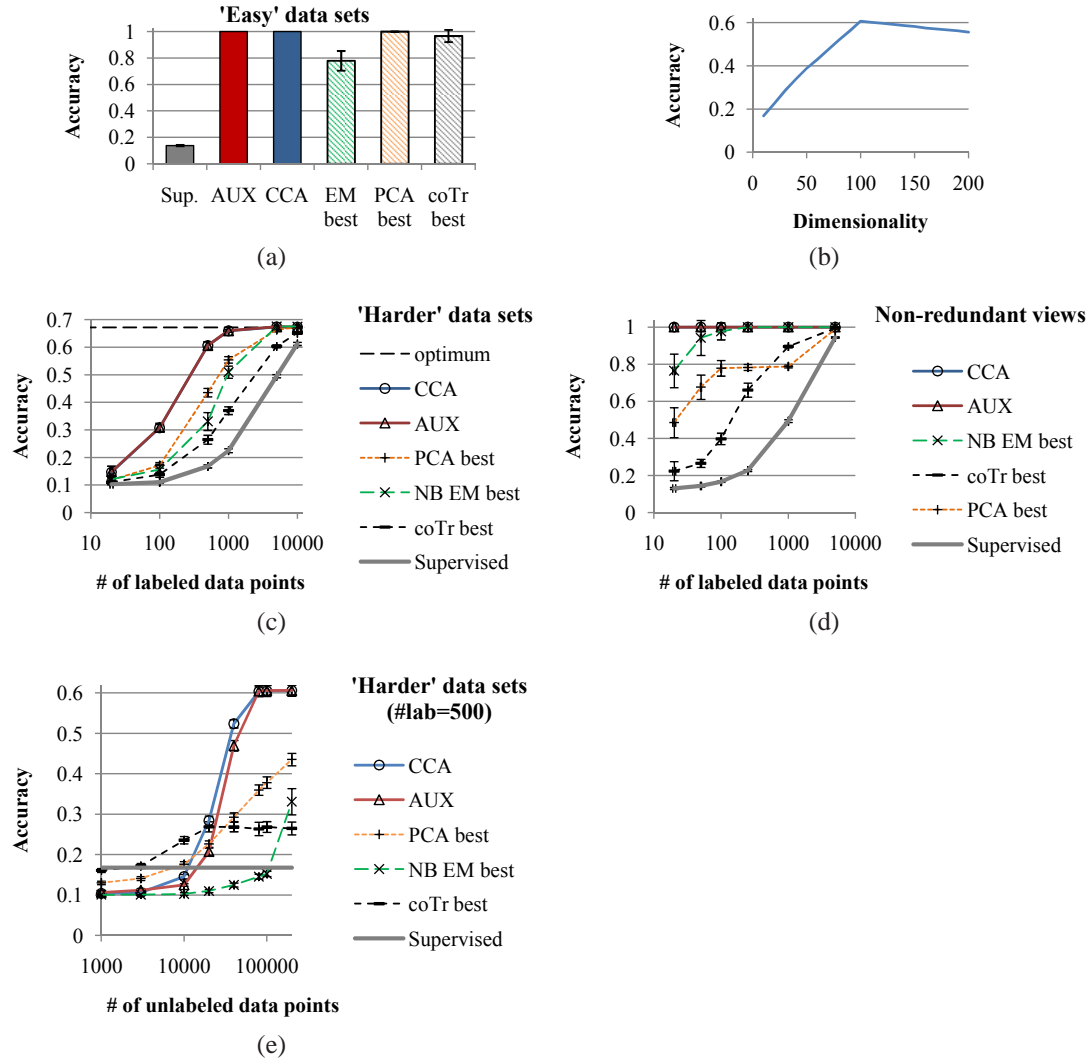 'Easy' data sets
Accuracy
1
0.8
0.6
0.4
0.2
0
Sup. AUX CCA EM best PCA best coTr best
(a)
Accuracy
0.6
0.4
0.2
0
0 50 100 150 200
Dimensionality
(b)
Accuracy
0.7
0.6
0.5
0.4
0.3
0.2
0.1
0
10 100 1000 10000
# of labeled data points
'Harder' data sets
optimum
CCA
AUX
PCA best
NB EM best
coTr best
Supervised
(c)
Accuracy
1
0.8
0.6
0.4
0.2
0
10 100 1000 10000
# of labeled data points
Non-redundant views
CCA
AUX
NB EM best
coTr best
PCA best
Supervised
(d)
Accuracy
0.6
0.5
0.4
0.3
0.2
0.1
0
1000 10000 100000
# of unlabeled data points
'Harder' data sets
(#lab=500)
CCA
AUX
PCA best
NB EM best
coTr best
Supervised
(e)